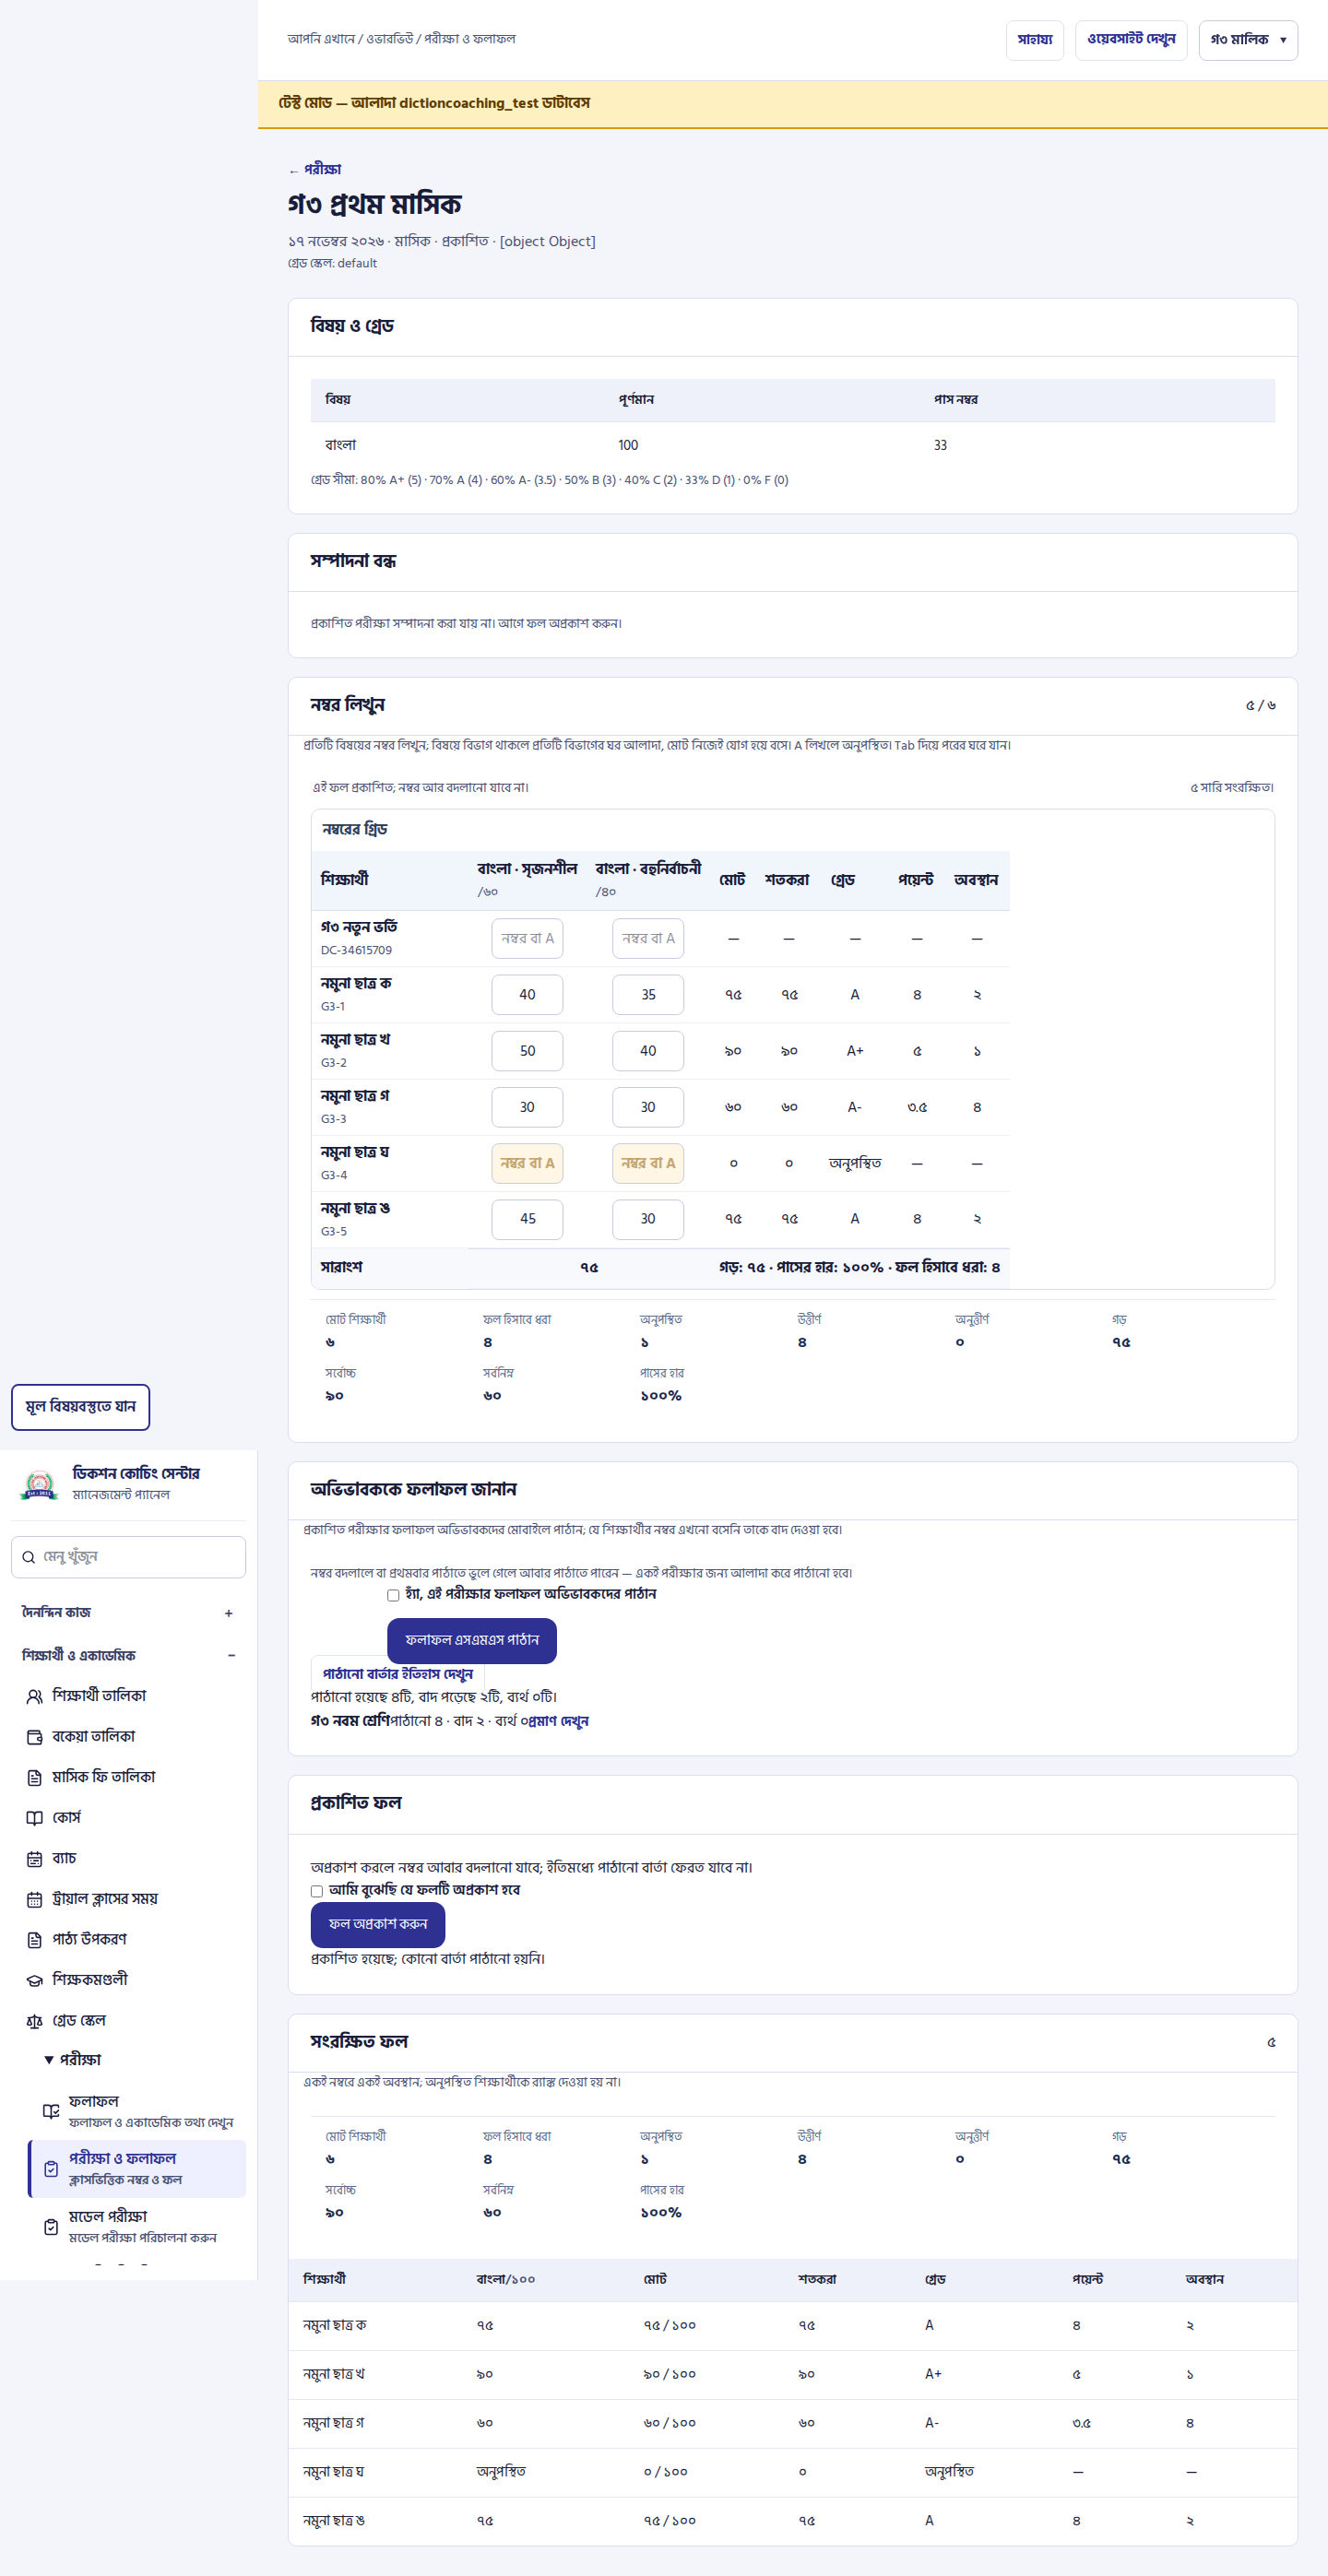 আপনি এখানে / ওভারভিউ / পরীক্ষা ও ফলাফল
সাহায্য
ওয়েবসাইট দেখুন
গ৩ মালিক
টেস্ট মোড — আলাদা dictioncoaching_test ডাটাবেস
← পরীক্ষা
গ৩ প্রথম মাসিক
১৭ নভেম্বর ২০২৬ · মাসিক · প্রকাশিত · [object Object]
গ্রেড স্কেল: default
বিষয় ও গ্রেড
বিষয় পূর্ণমান পাস নম্বর
বাংলা 100 33
গ্রেড সীমা: 80% A+ (5) · 70% A (4) · 60% A- (3.5) · 50% B (3) · 40% C (2) · 33% D (1) · 0% F (0)
সম্পাদনা বন্ধ
প্রকাশিত পরীক্ষা সম্পাদনা করা যায় না। আগে ফল অপ্রকাশ করুন।
নম্বর লিখুন ৫ / ৬
প্রতিটি বিষয়ের নম্বর লিখুন; বিষয়ে বিভাগ থাকলে প্রতিটি বিভাগের ঘর আলাদা, মোট নিজেই যোগ হয়ে বসে। A লিখলে অনুপস্থিত। Tab দিয়ে পরের ঘরে যান।
এই ফল প্রকাশিত; নম্বর আর বদলানো যাবে না। ৫ সারি সংরক্ষিত।
নম্বরের গ্রিড
শিক্ষার্থী বাংলা · সৃজনশীল /৬০ বাংলা · বহুনির্বাচনী /৪০ মোট শতকরা গ্রেড পয়েন্ট অবস্থান
গ৩ নতুন ভর্তি নম্বর বা A নম্বর বা A — — — — —
DC-34615709
নমুনা ছাত্র ক 40 35 ৭৫ ৭৫ A ৪ ২
G3-1
নমুনা ছাত্র খ 50 40 ৯০ ৯০ A+ ৫ ১
G3-2
নমুনা ছাত্র গ 30 30 ৬০ ৬০ A- ৩.৫ ৪
G3-3
নমুনা ছাত্র ঘ নম্বর বা A নম্বর বা A ০ ০ অনুপস্থিত — —
G3-4
নমুনা ছাত্র ঙ 45 30 ৭৫ ৭৫ A ৪ ২
G3-5
সারাংশ ৭৫ গড়: ৭৫ · পাসের হার: ১০০% · ফল হিসাবে ধরা: ৪
মোট শিক্ষার্থী ফল হিসাবে ধরা অনুপস্থিত উত্তীর্ণ অনুত্তীর্ণ গড়
৬ ৪ ১ ৪ ০ ৭৫
সর্বোচ্চ সর্বনিম্ন পাসের হার
৯০ ৬০ ১০০%
অভিভাবককে ফলাফল জানান
প্রকাশিত পরীক্ষার ফলাফল অভিভাবকদের মোবাইলে পাঠান; যে শিক্ষার্থীর নম্বর এখনো বসেনি তাকে বাদ দেওয়া হবে।
নম্বর বদলালে বা প্রথমবার পাঠাতে ভুলে গেলে আবার পাঠাতে পারেন — একই পরীক্ষার জন্য আলাদা করে পাঠানো হবে।
হ্যাঁ, এই পরীক্ষার ফলাফল অভিভাবকদের পাঠান
ফলাফল এসএমএস পাঠান
পাঠানো বার্তার ইতিহাস দেখুন
পাঠানো হয়েছে ৪টি, বাদ পড়েছে ২টি, ব্যর্থ ০টি।
গ৩ নবম শ্রেণিপাঠানো ৪ · বাদ ২ · ব্যর্থ ০প্রমাণ দেখুন
প্রকাশিত ফল
অপ্রকাশ করলে নম্বর আবার বদলানো যাবে; ইতিমধ্যে পাঠানো বার্তা ফেরত যাবে না।
আমি বুঝেছি যে ফলটি অপ্রকাশ হবে
ফল অপ্রকাশ করুন
প্রকাশিত হয়েছে; কোনো বার্তা পাঠানো হয়নি।
সংরক্ষিত ফল ৫
একই নম্বরে একই অবস্থান; অনুপস্থিত শিক্ষার্থীকে র‍্যাঙ্ক দেওয়া হয় না।
মোট শিক্ষার্থী ফল হিসাবে ধরা অনুপস্থিত উত্তীর্ণ অনুত্তীর্ণ গড়
৬ ৪ ১ ৪ ০ ৭৫
সর্বোচ্চ সর্বনিম্ন পাসের হার
৯০ ৬০ ১০০%
শিক্ষার্থী বাংলা/১০০ মোট শতকরা গ্রেড পয়েন্ট অবস্থান
নমুনা ছাত্র ক ৭৫ ৭৫ / ১০০ ৭৫ A ৪ ২
নমুনা ছাত্র খ ৯০ ৯০ / ১০০ ৯০ A+ ৫ ১
নমুনা ছাত্র গ ৬০ ৬০ / ১০০ ৬০ A- ৩.৫ ৪
নমুনা ছাত্র ঘ অনুপস্থিত ০ / ১০০ ০ অনুপস্থিত — —
নমুনা ছাত্র ঙ ৭৫ ৭৫ / ১০০ ৭৫ A ৪ ২
মূল বিষয়বস্তুতে যান
ডিকশন কোচিং সেন্টার
ম্যানেজমেন্ট প্যানেল
মেনু খুঁজুন
দৈনন্দিন কাজ +
শিক্ষার্থী ও একাডেমিক −
শিক্ষার্থী তালিকা
বকেয়া তালিকা
মাসিক ফি তালিকা
কোর্স
ব্যাচ
ট্রায়াল ক্লাসের সময়
পাঠ্য উপকরণ
শিক্ষকমণ্ডলী
গ্রেড স্কেল
পরীক্ষা
ফলাফল
ফলাফল ও একাডেমিক তথ্য দেখুন
পরীক্ষা ও ফলাফল
ক্লাসভিত্তিক নম্বর ও ফল
মডেল পরীক্ষা
মডেল পরীক্ষা পরিচালনা করুন